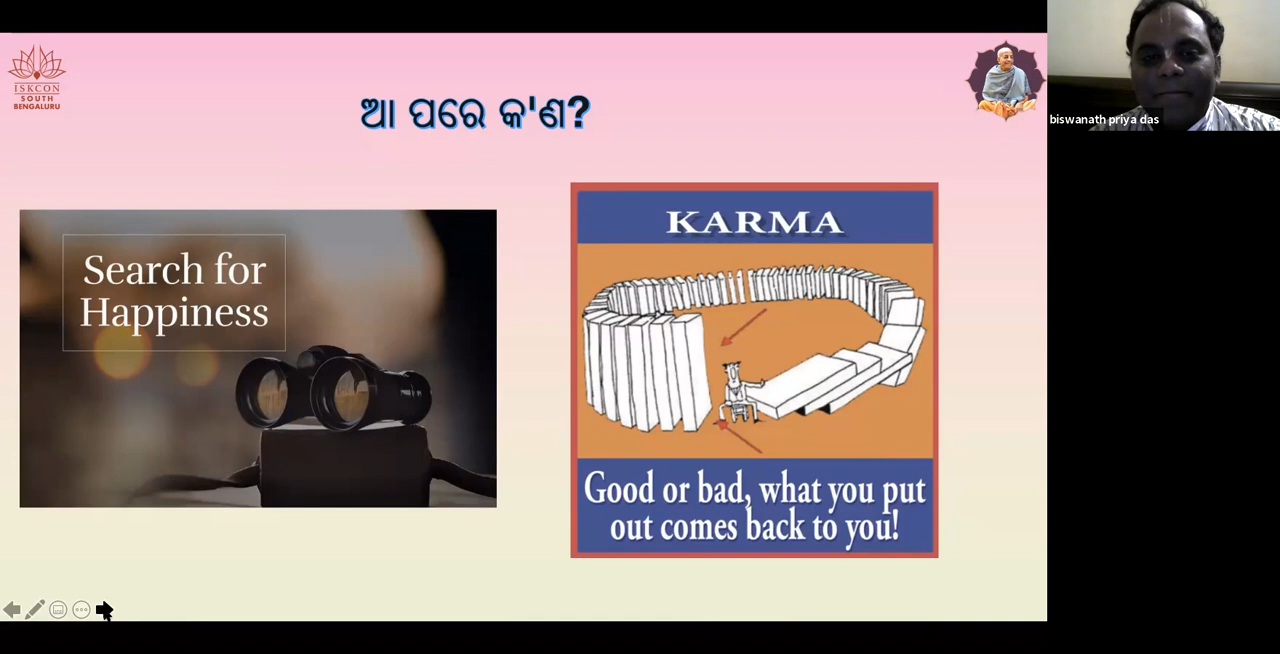 ISKCON
SOUTH
BENGALURU
ଆ ପରେ କ'ଣ?
biswanath priya das
Search for
Happiness
KARMA
Good or bad, what you put
out comes back to you!